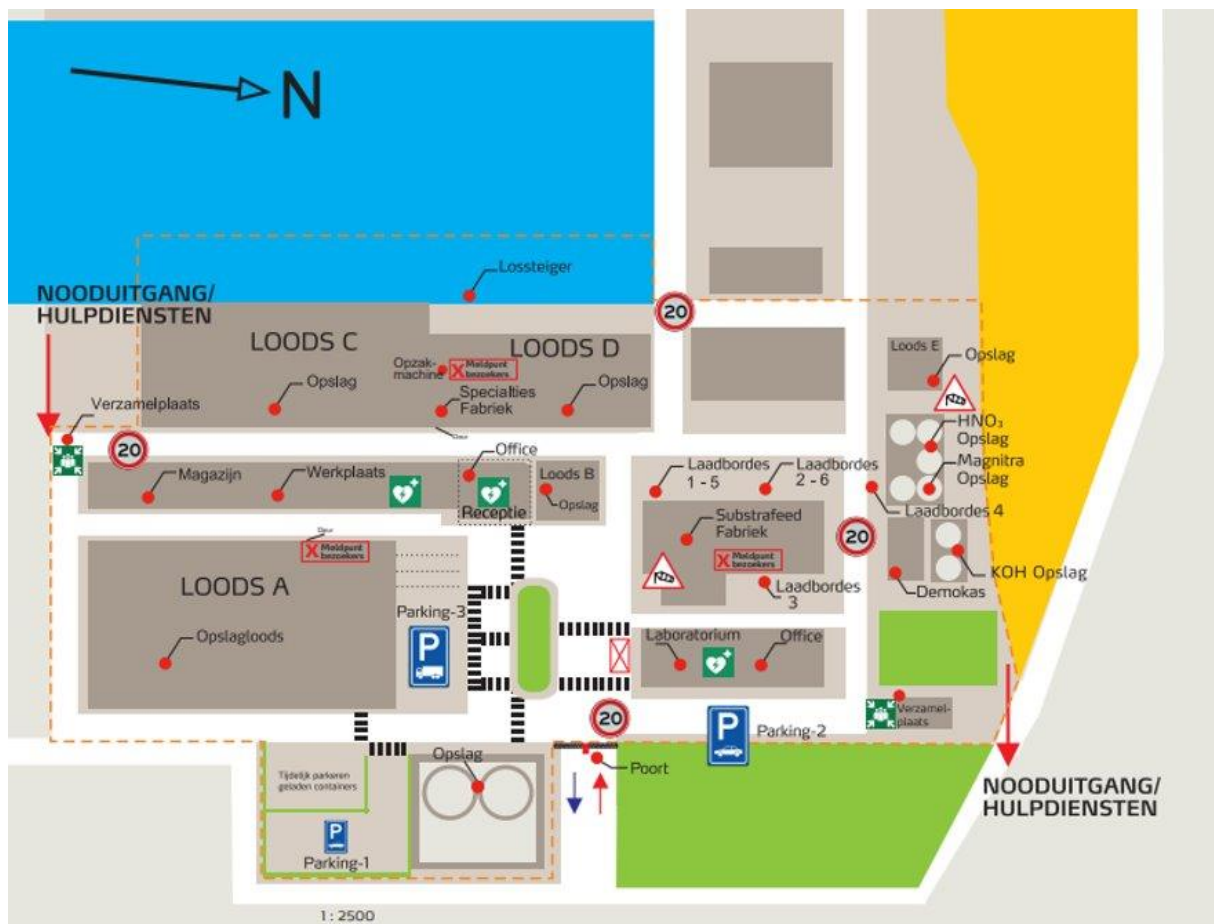 N
Lossteiger
NOODUITGANG/
HULPDIENSTEN
20
LOODS C
LOODS D
Opzak-
machine
X Meldpunt
bezoekers
Opslag
Specialties
Fabriek
Opslag
Loods E
Opslag
Verzamelplaats
Deur
20
HNO₃
Opslag
Magnitra
Opslag
Office
Magazijn
Werkplaats
Loods B
Opslag
Receptie
Laadbordes
1 - 5
Laadbordes
2 - 6
Laadbordes 4
Substrafeed
Fabriek
20
X Meldpunt
bezoekers
Deur
X Meldpunt
bezoekers
KOH Opslag
Demokas
Laadbordes
3
LOODS A
Parking-3
P
Opslagloods
Laboratorium
Office
20
P
Parking-2
Verzamel-
plaats
Opslag
Poort
Tijdelijk parkeren
geladen containers
P
Parking-1
NOODUITGANG/
HULPDIENSTEN
1 : 2500